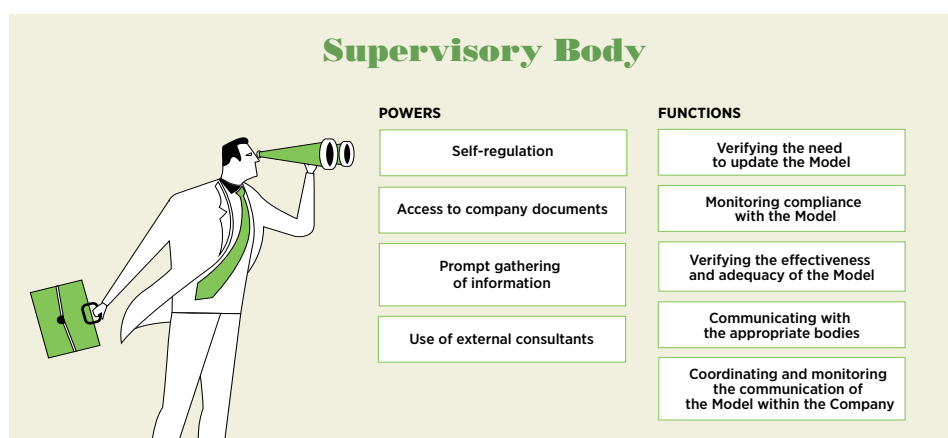 Supervisory Body
POWERS
Self-regulation
Access to company documents
Prompt gathering
of information
Use of external consultants
FUNCTIONS
Verifying the need
to update the Model
Monitoring compliance
with the Model
Verifying the effectiveness
and adequacy of the Model
Communicating with
the appropriate bodies
Coordinating and monitoring
the communication of
the Model within the Company